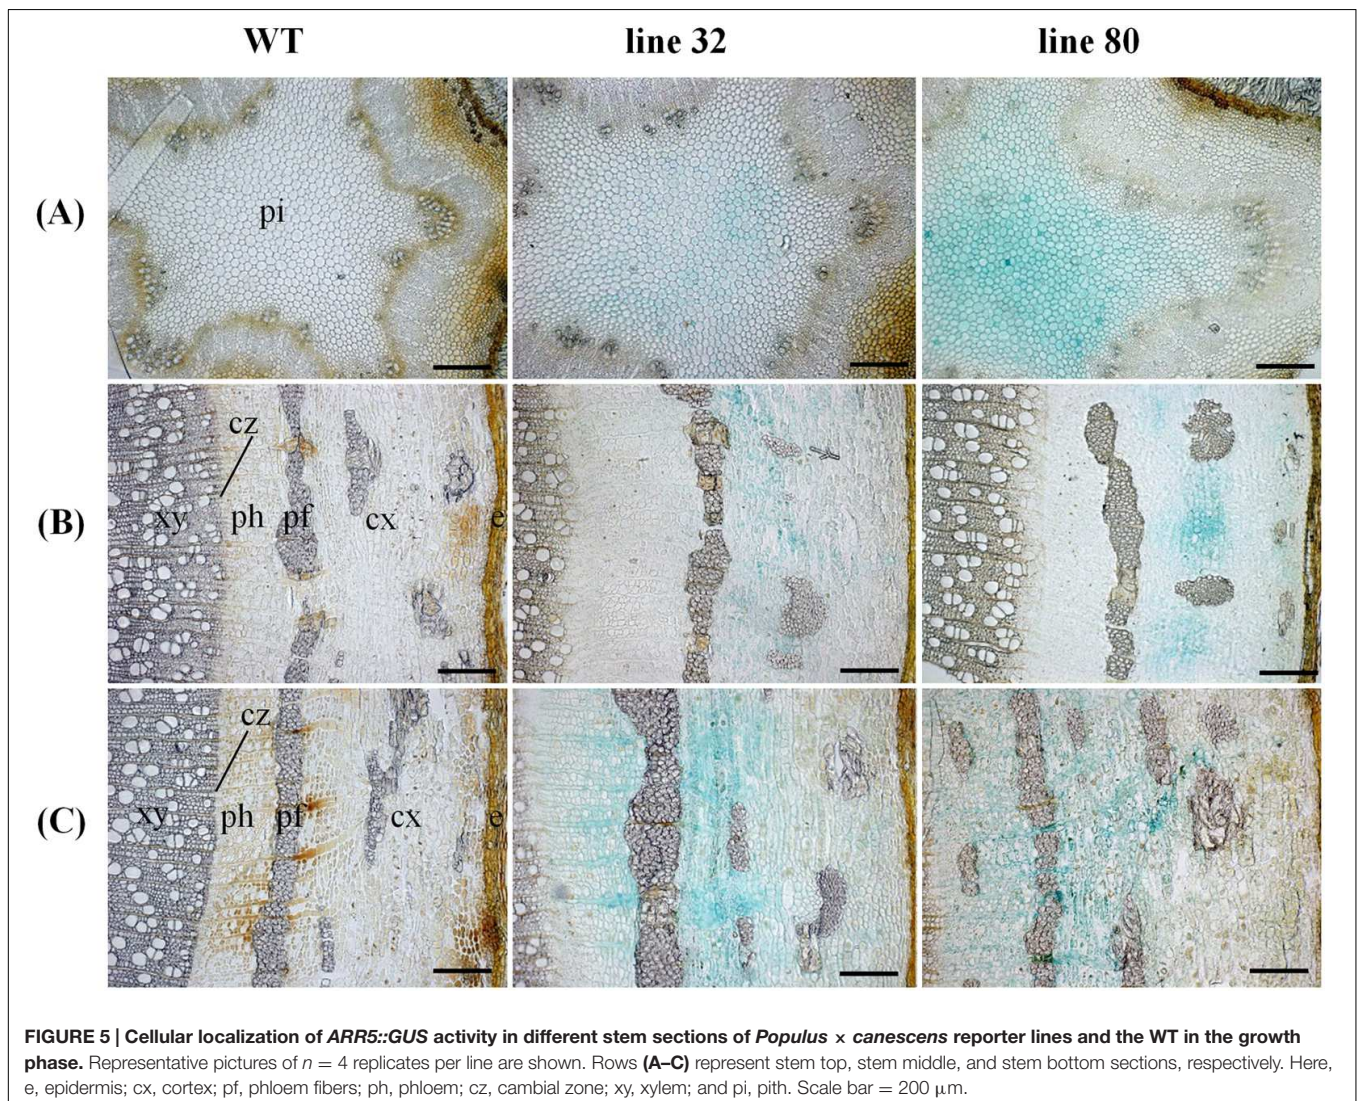 WT line 32 line 80
(A) pi
cz
(B) xy ph pf cx e
cz
(C) xy ph pf cx e
FIGURE 5 | Cellular localization of ARR5::GUS activity in different stem sections of Populus × canescens reporter lines and the WT in the growth
phase. Representative pictures of n = 4 replicates per line are shown. Rows (A–C) represent stem top, stem middle, and stem bottom sections, respectively. Here,
e, epidermis; cx, cortex; pf, phloem fibers; ph, phloem; cz, cambial zone; xy, xylem; and pi, pith. Scale bar = 200 μm.